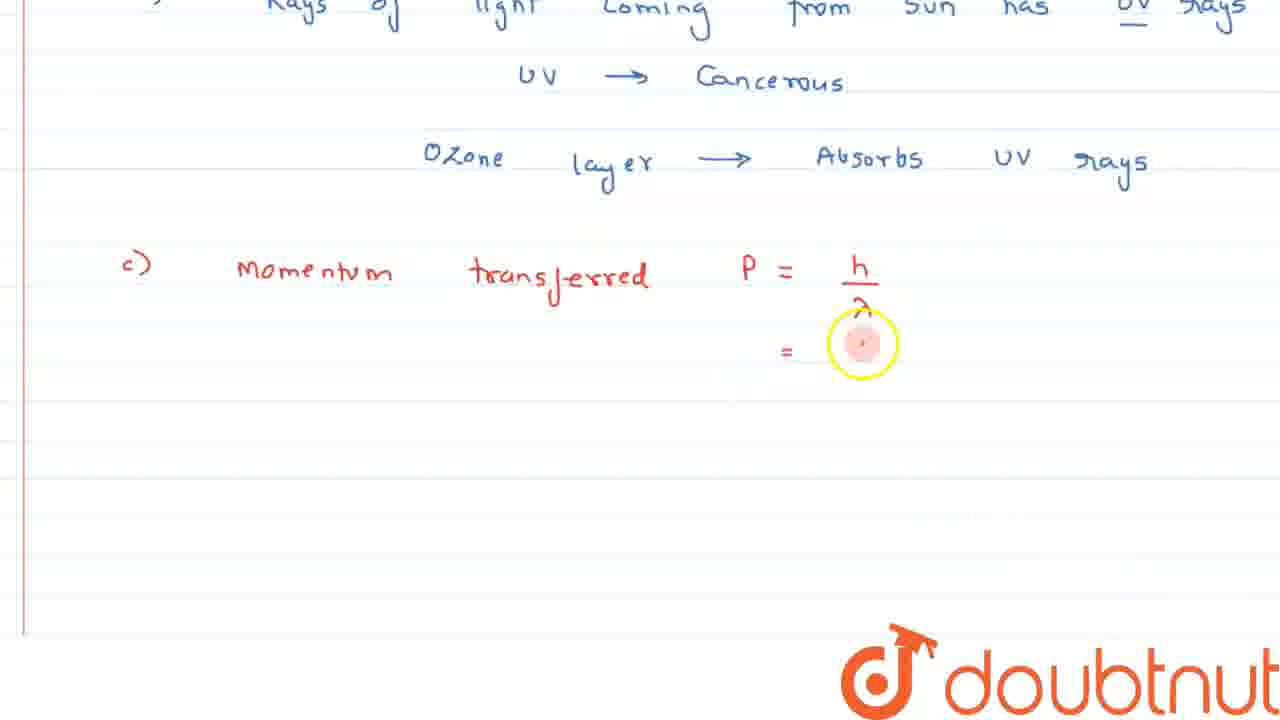 Rays of light coming from sun has UV rays
UV → Cancerous
Ozone layer → Absorbs UV rays
c) Momentum transferred P = h
λ
=
doubtnut